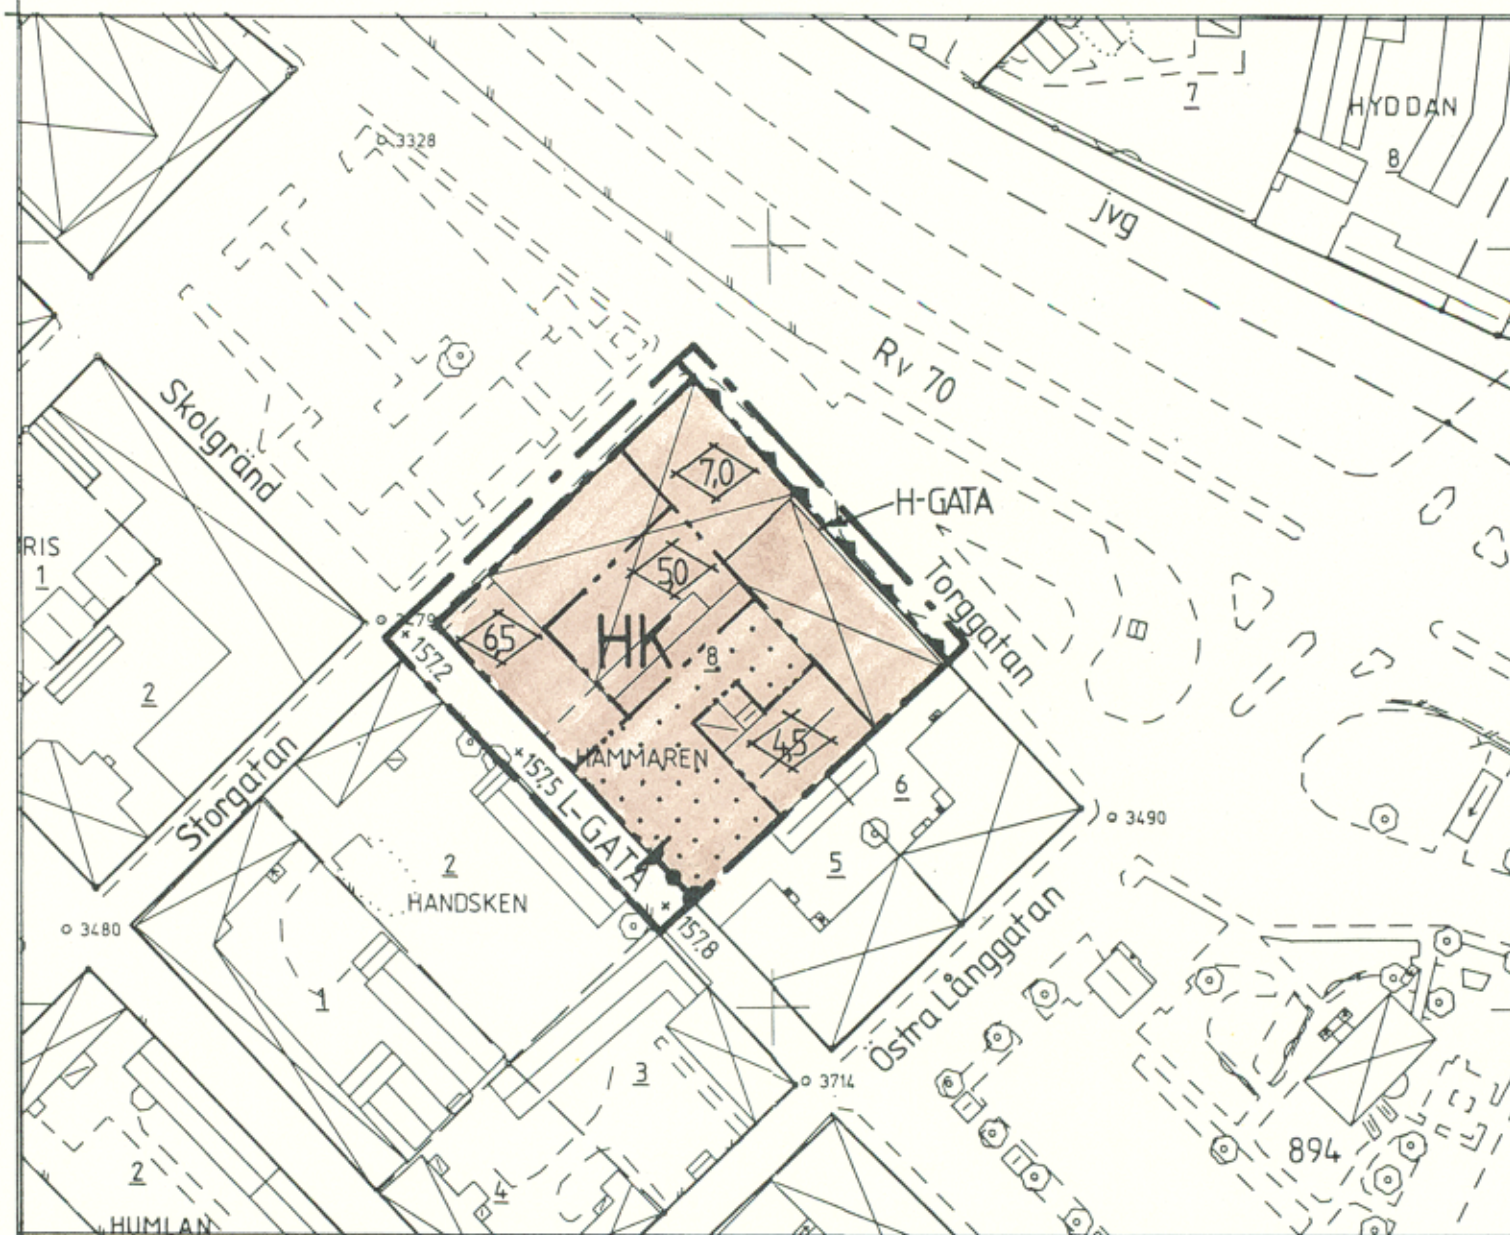 7
HYDDAN
8
3328
jvg
Rv 70
Skolgränd
7,0
H-GATA
RIS
1
50
Torggatan
65
HK
8
157,2
2
HAMMAREN
45
Storgatan
157,5 L-GATA
6
3490
2
5
HANDSKEN
3480
157,8
Östra Långgatan
1
3
3714
6
894
2
4
HUMLAN